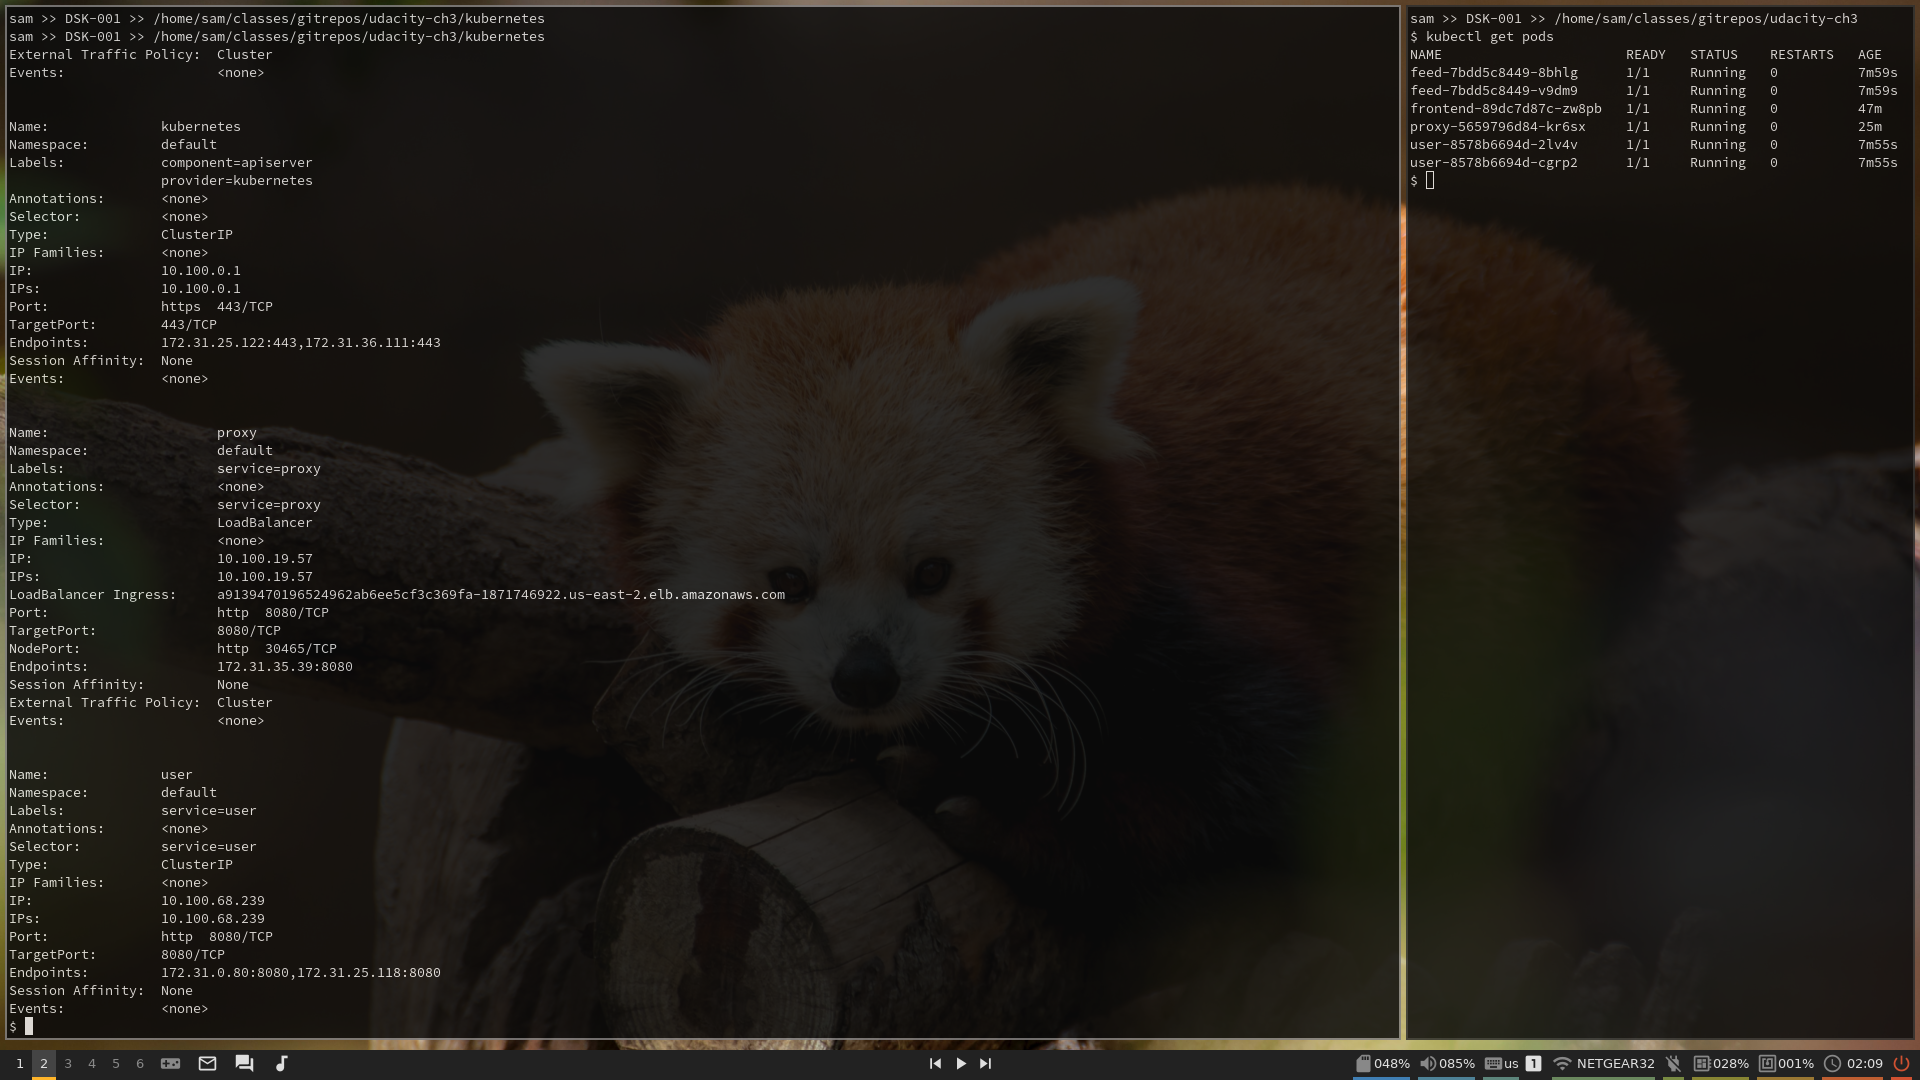 sam >> DSK-001 >> /home/sam/classes/gitrepos/udacity-ch3/kubernetes
sam >> DSK-001 >> /home/sam/classes/gitrepos/udacity-ch3/kubernetes
External Traffic Policy:  Cluster
Events:                   <none>
Name:              kubernetes
Namespace:         default
Labels:            component=apiserver
                   provider=kubernetes
Annotations:       <none>
Selector:          <none>
Type:              ClusterIP
IP Families:       <none>
IP:                10.100.0.1
IPs:               10.100.0.1
Port:              https  443/TCP
TargetPort:        443/TCP
Endpoints:         172.31.25.122:443,172.31.36.111:443
Session Affinity:  None
Events:            <none>
Name:                     proxy
Namespace:                default
Labels:                   service=proxy
Annotations:              <none>
Selector:                 service=proxy
Type:                     LoadBalancer
IP Families:              <none>
IP:                       10.100.19.57
IPs:                      10.100.19.57
LoadBalancer Ingress:     a9139470196524962ab6ee5cf3c369fa-1871746922.us-east-2.elb.amazonaws.com
Port:                     http  8080/TCP
TargetPort:               8080/TCP
NodePort:                 http  30465/TCP
Endpoints:                172.31.35.39:8080
Session Affinity:         None
External Traffic Policy:  Cluster
Events:                   <none>
Name:              user
Namespace:         default
Labels:            service=user
Annotations:       <none>
Selector:          service=user
Type:              ClusterIP
IP Families:       <none>
IP:                10.100.68.239
IPs:               10.100.68.239
Port:              http  8080/TCP
TargetPort:        8080/TCP
Endpoints:         172.31.0.80:8080,172.31.25.118:8080
Session Affinity:  None
Events:            <none>
$
sam >> DSK-001 >> /home/sam/classes/gitrepos/udacity-ch3
$ kubectl get pods
NAME                       READY   STATUS    RESTARTS   AGE
feed-7bdd5c8449-8bhlg      1/1     Running   0          7m59s
feed-7bdd5c8449-v9dm9      1/1     Running   0          7m59s
frontend-89dc7d87c-zw8pb   1/1     Running   0          47m
proxy-5659796d84-kr6sx     1/1     Running   0          25m
user-8578b6694d-2lv4v      1/1     Running   0          7m55s
user-8578b6694d-cgrp2      1/1     Running   0          7m55s
$
1 2 3 4 5 6 048% 085% us 1 NETGEAR32 028% 001% 02:09